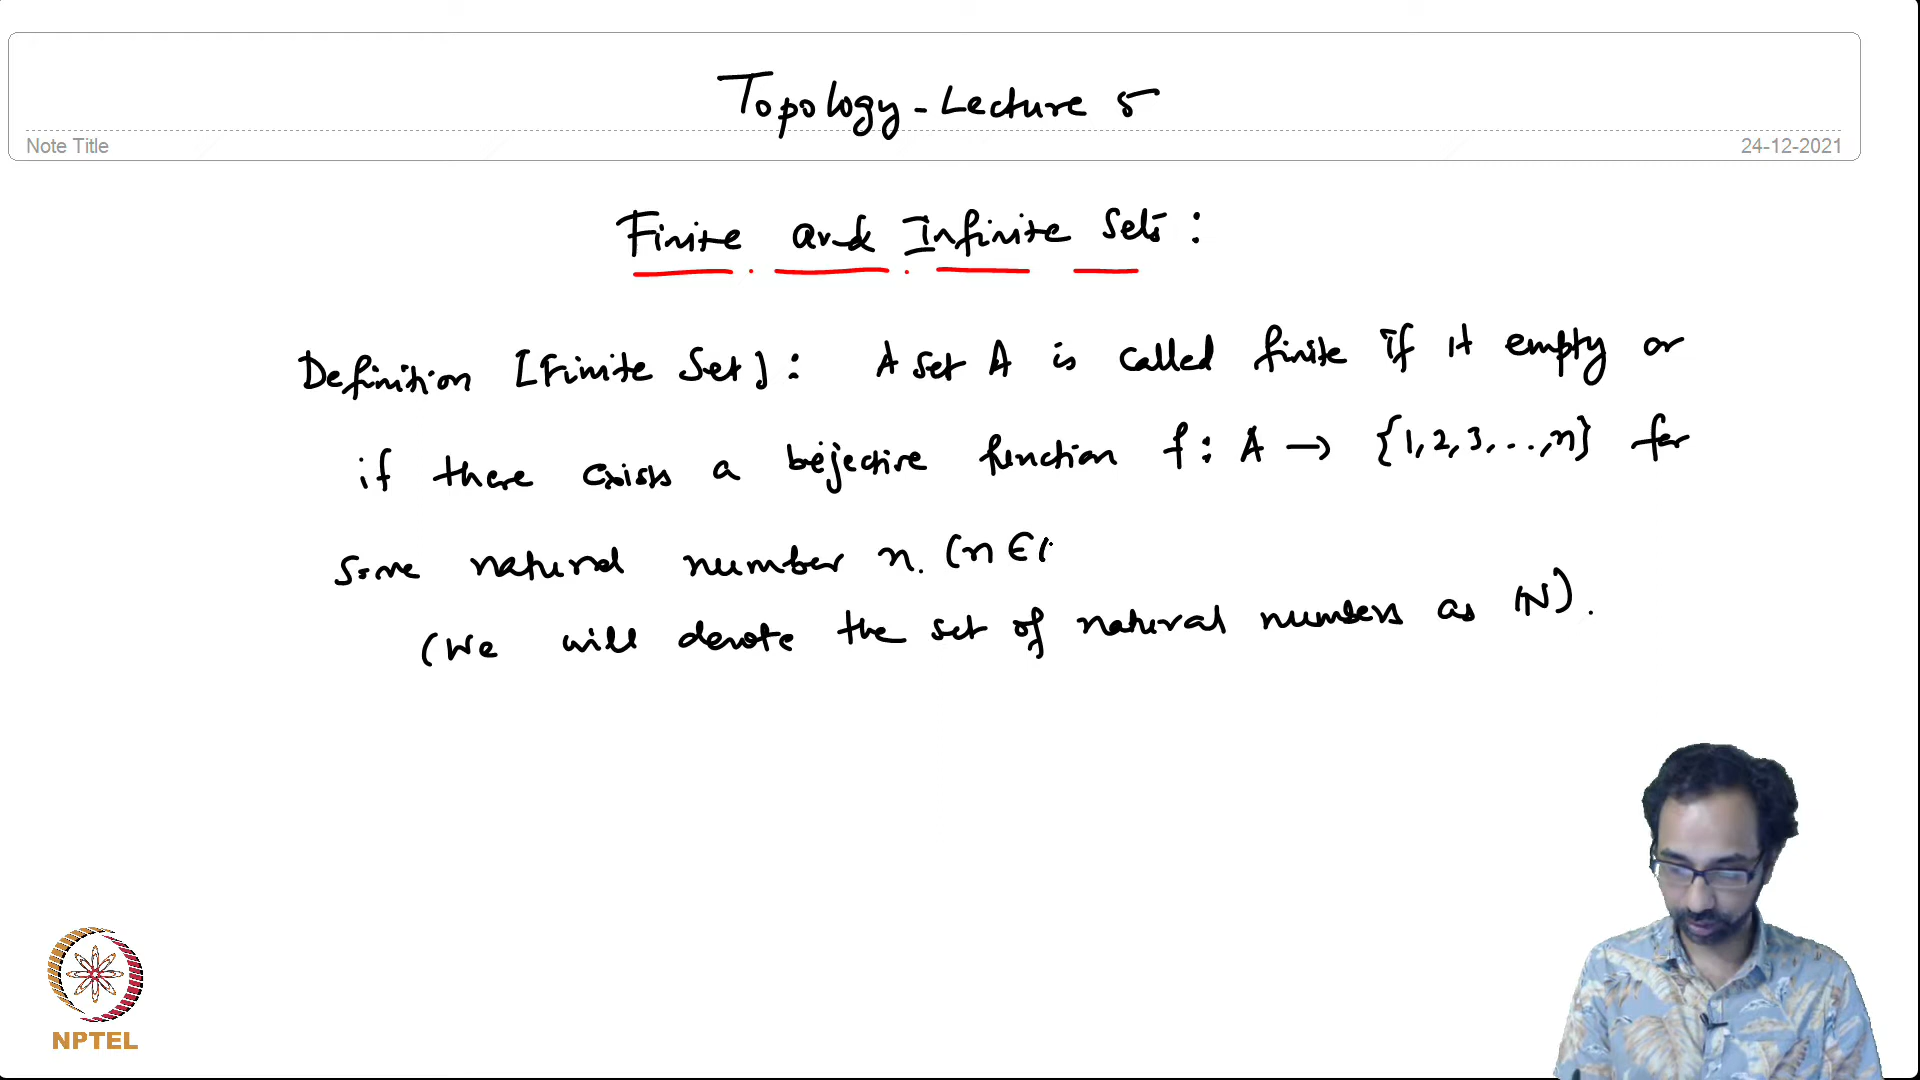 Topology - Lecture 5
Note Title 24-12-2021
Finite and Infinite Sets :
Definition [Finite Set] : A set A is called finite if it empty or
if there exists a bijective function f : A → {1, 2, 3, ..., n} for
some natural number n. (n ∈
(We will denote the set of natural numbers as ℕ).
NPTEL